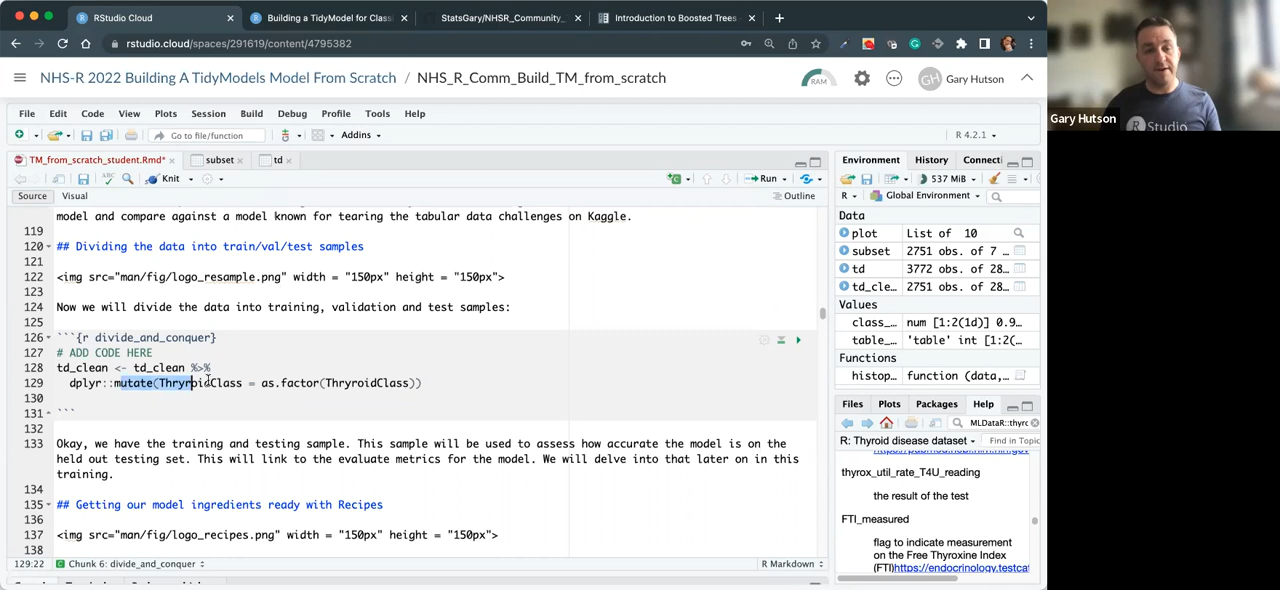 RStudio Cloud
Building a TidyModel for Classi
StatsGary/NHSR_Community_
Introduction to Boosted Trees -
rstudio.cloud/spaces/291619/content/4795382
NHS-R 2022 Building A TidyModels Model From Scratch / NHS_R_Comm_Build_TM_from_scratch
RAM
GH Gary Hutson
Gary Hutson
R Studio
File Edit Code View Plots Session Build Debug Profile Tools Help
Go to file/function
Addins
R 4.2.1
TM_from_scratch_student.Rmd*
subset
td
Knit
Run
Source Visual
Outline
model and compare against a model known for tearing the tabular data challenges on Kaggle.
119
120 ## Dividing the data into train/val/test samples
121
122 <img src="man/fig/logo_resample.png" width = "150px" height = "150px">
123
124 Now we will divide the data into training, validation and test samples:
125
126 ```{r divide_and_conquer}
127 # ADD CODE HERE
128 td_clean <- td_clean %>%
129 dplyr::mutate(ThryroidClass = as.factor(ThryroidClass))
130
131 ```
132
133 Okay, we have the training and testing sample. This sample will be used to assess how accurate the model is on the
held out testing set. This will link to the evaluate metrics for the model. We will delve into that later on in this
training.
134
135 ## Getting our model ingredients ready with Recipes
136
137 <img src="man/fig/logo_recipes.png" width = "150px" height = "150px">
138
129:22 Chunk 6: divide_and_conquer R Markdown
Environment History Connecti
537 MiB
R Global Environment
Data
plot List of 10
subset 2751 obs. of 7 …
td 3772 obs. of 28…
td_cle… 2751 obs. of 28…
Values
class_… num [1:2(1d)] 0.9…
table_… 'table' int [1:2(…
Functions
histop… function (data,…
Files Plots Packages Help
MLDataR::thyrc
R: Thyroid disease dataset
Find in Topic
thyrox_util_rate_T4U_reading
the result of the test
FTI_measured
flag to indicate measurement
on the Free Thyroxine Index
(FTI)https://endocrinology.testcat